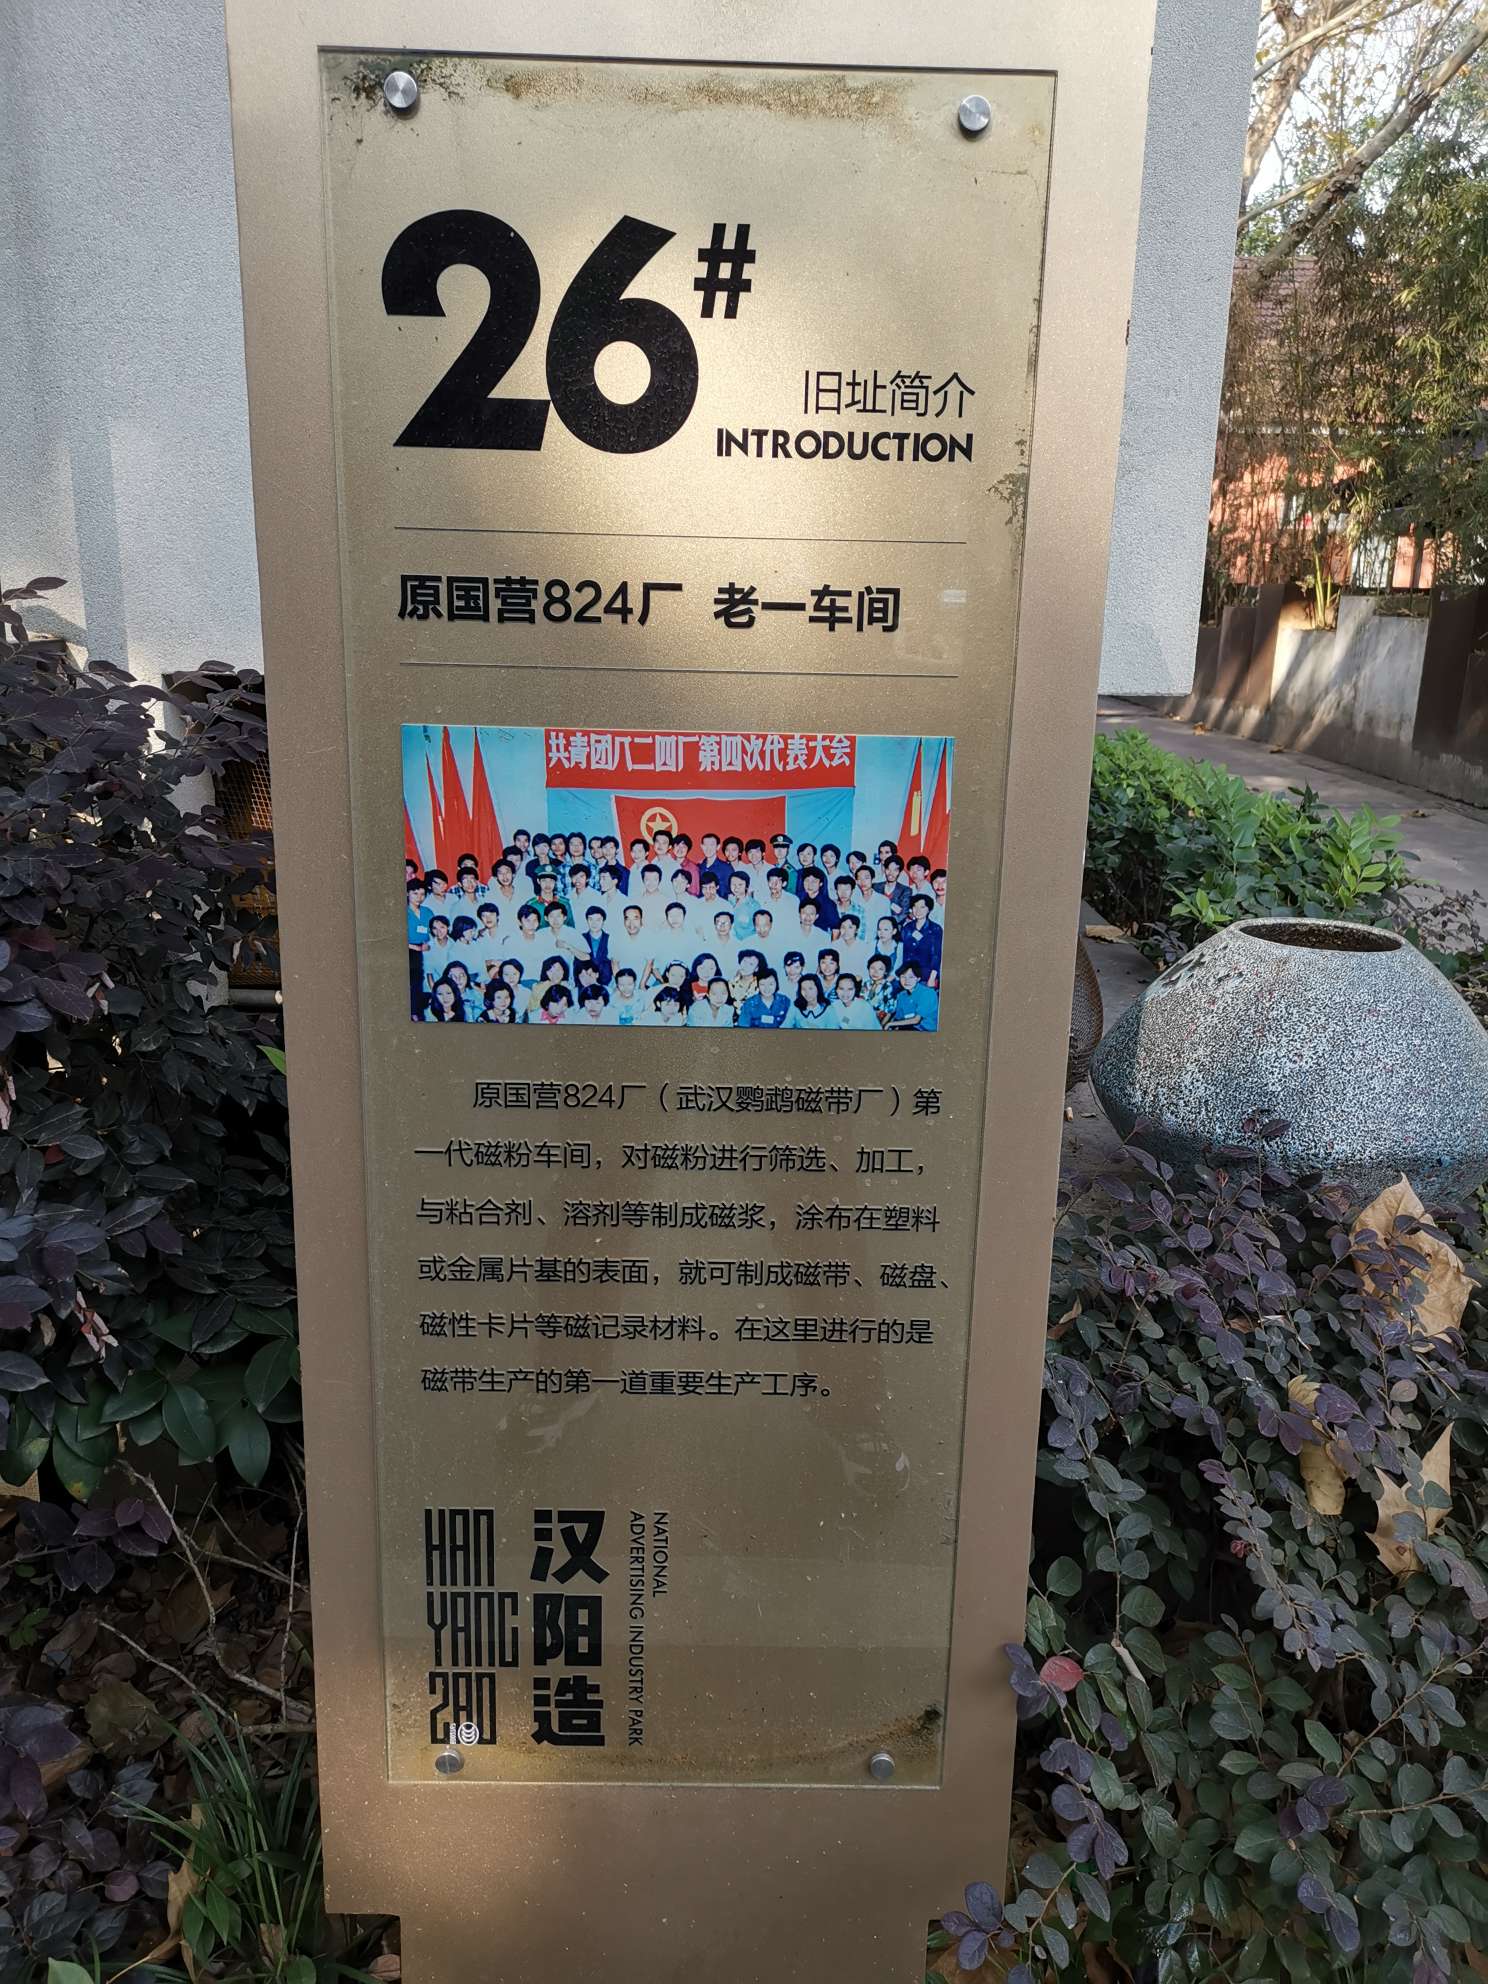 26#
旧址简介
INTRODUCTION
原国营824厂 老一车间
共青团八二四厂第四次代表大会
原国营824厂（武汉鹦鹉磁带厂）第
一代磁粉车间，对磁粉进行筛选、加工，
与粘合剂、溶剂等制成磁浆，涂布在塑料
或金属片基的表面，就可制成磁带、磁盘、
磁性卡片等磁记录材料。在这里进行的是
磁带生产的第一道重要生产工序。
HAN
YANG
ZAO
汉阳造
NATIONAL
ADVERTISING INDUSTRY PARK